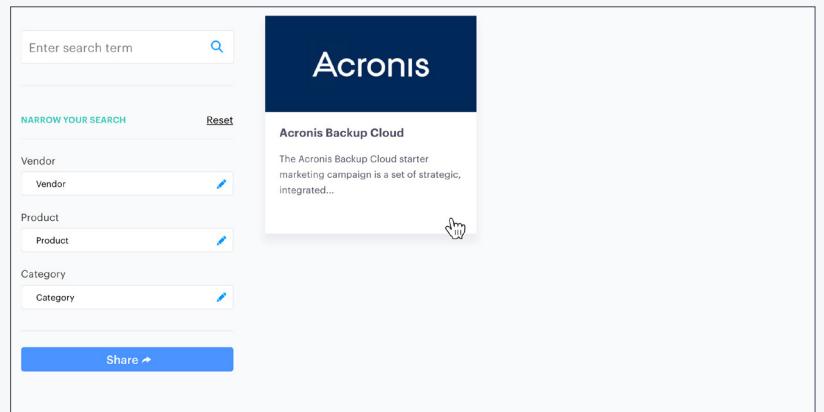 Enter search term
NARROW YOUR SEARCH
Reset
Vendor
Vendor
Product
Product
Category
Category
Share
Acronis
Acronis Backup Cloud
The Acronis Backup Cloud starter
marketing campaign is a set of strategic,
integrated...